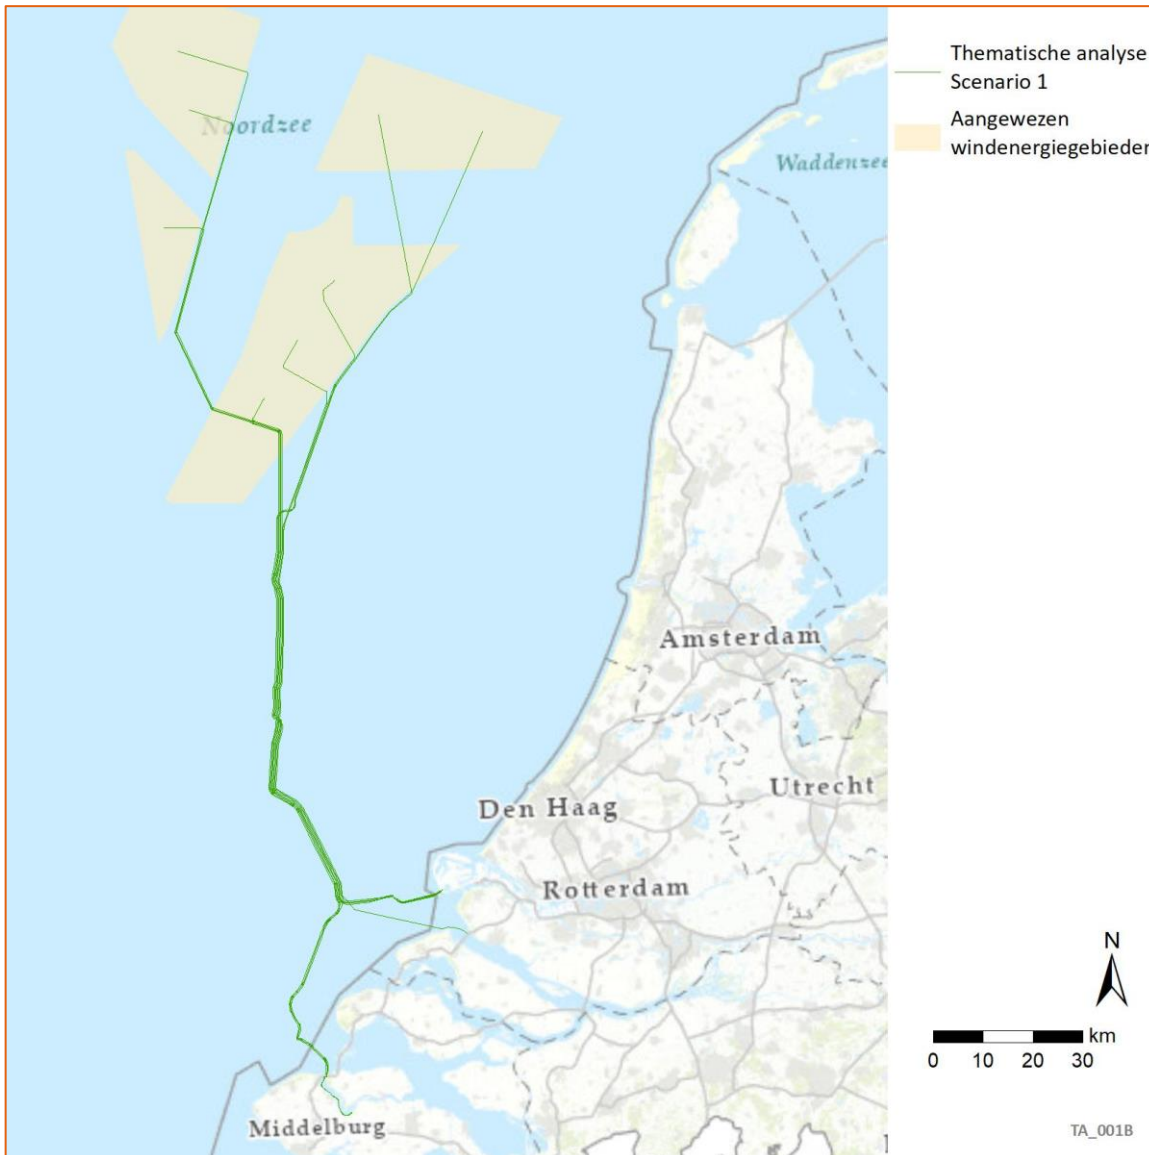 Thematische analyse
Scenario 1
Aangewezen
windenergiegebieden
Noordzee
Waddenzee
Amsterdam
Utrecht
Den Haag
Rotterdam
Middelburg
N
km
0 10 20 30
TA_001B